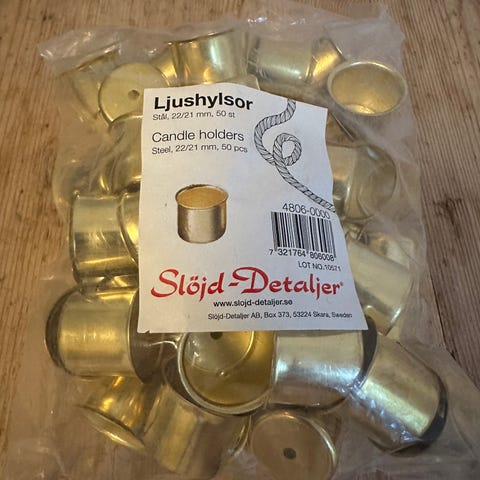 Ljushylsor
Stål, 22/21 mm, 50 st
Candle holders
Steel, 22/21 mm, 50 pcs
4806-0000
7 321764 806008
LOT NO.10571
Slöjd-Detaljer®
www.slojd-detaljer.se
Slöjd-Detaljer AB, Box 373, 53224 Skara, Sweden